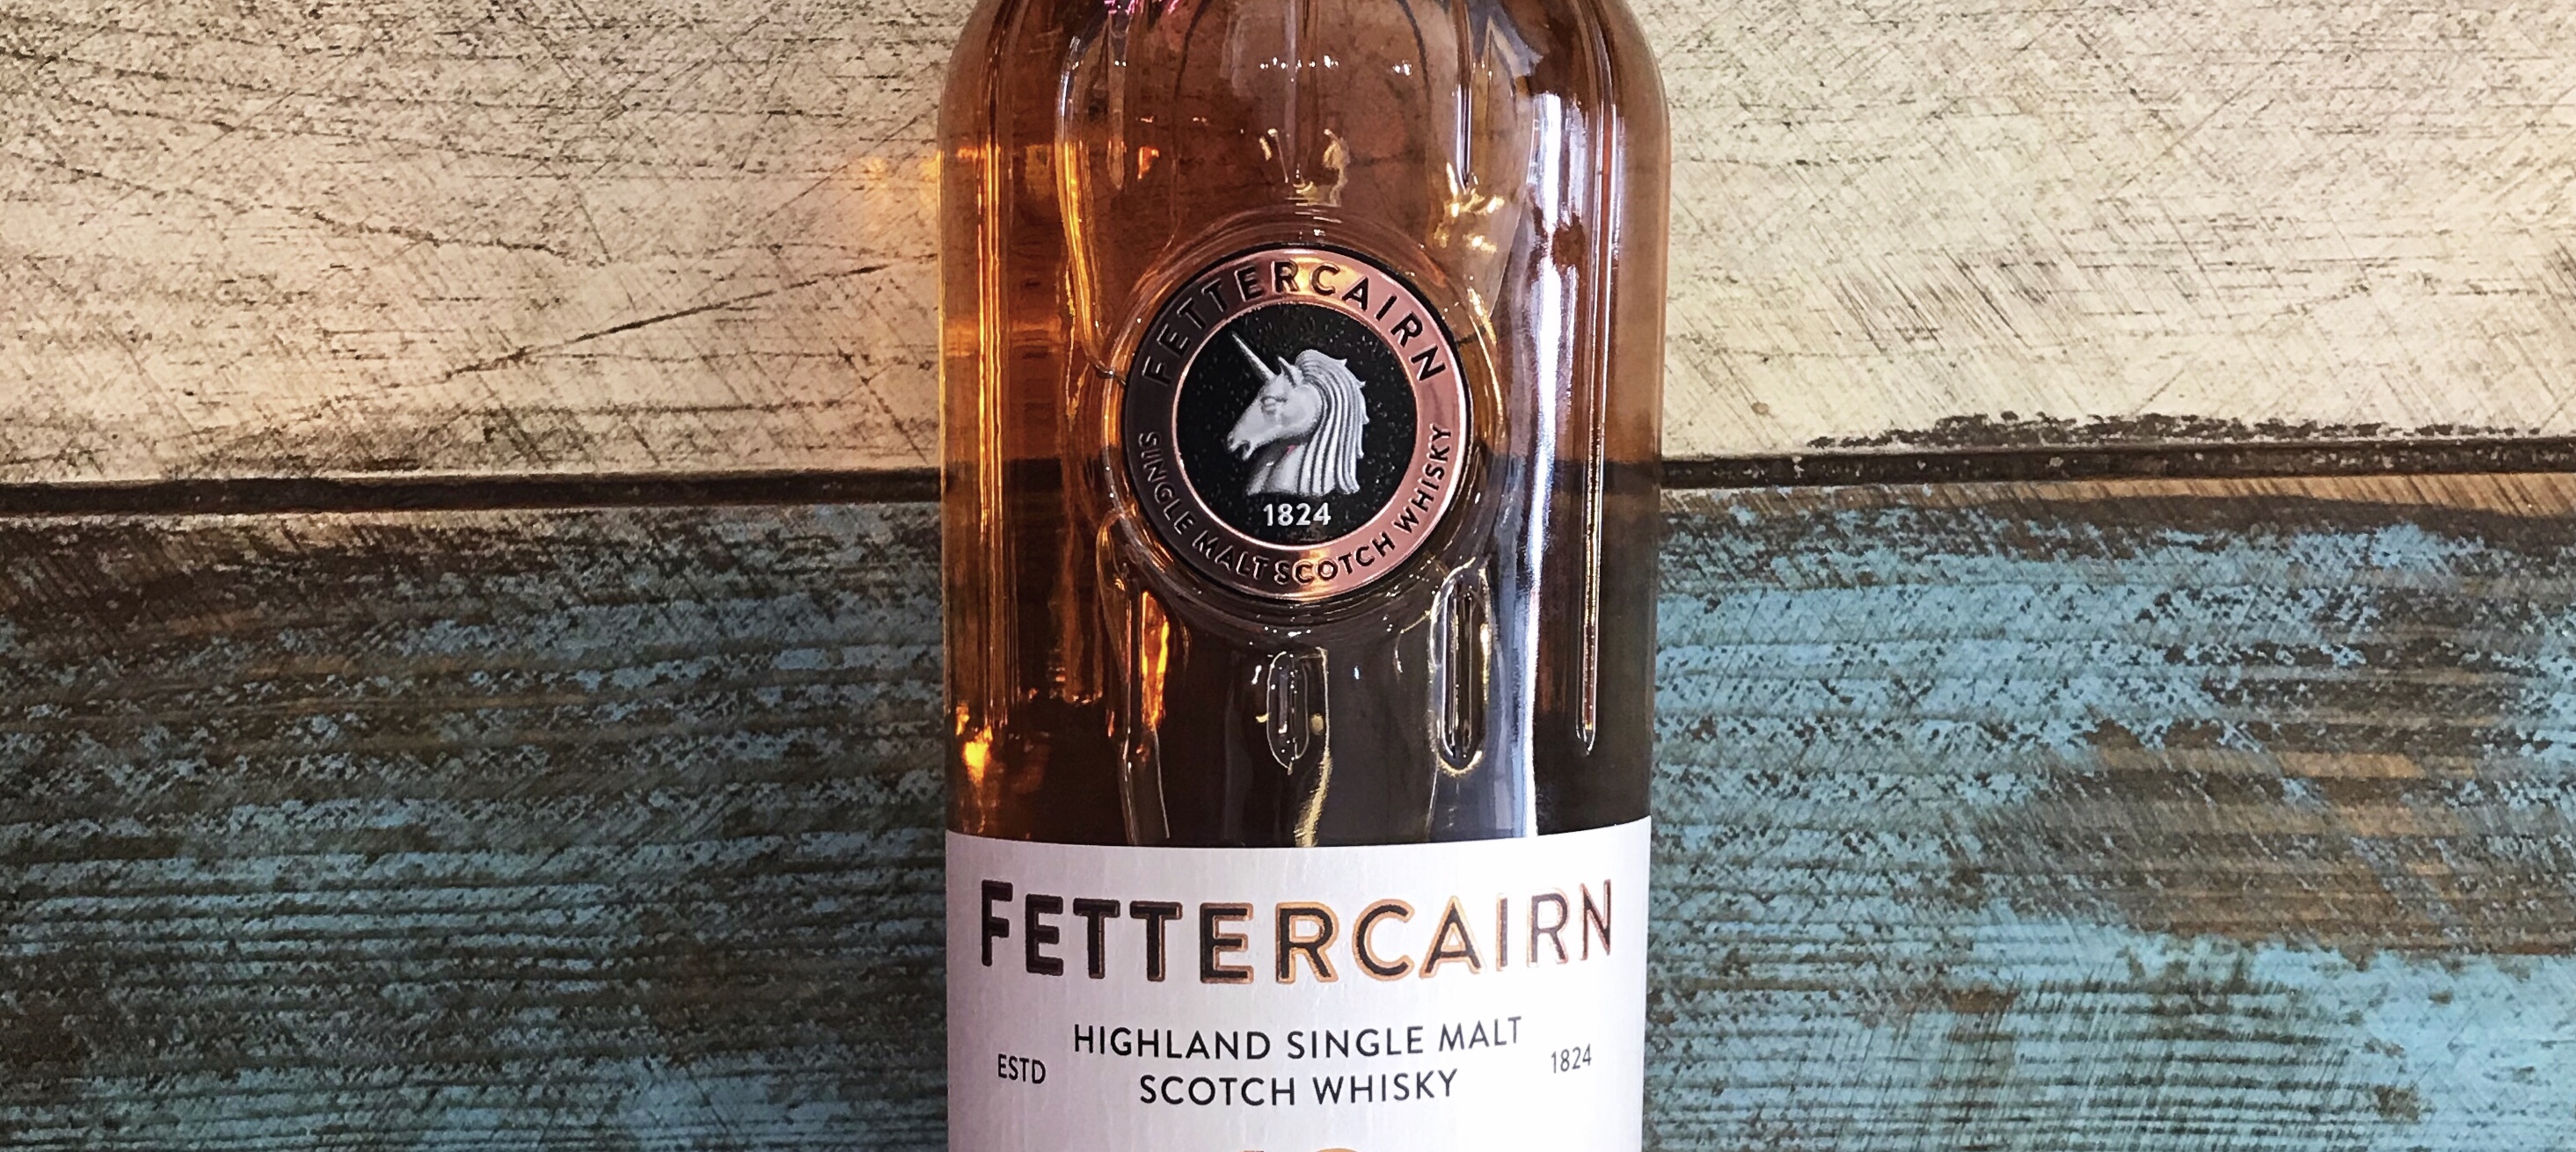 FETTERCAIRN
1824
SINGLE MALT SCOTCH WHISKY
FETTERCAIRN
HIGHLAND SINGLE MALT
ESTD 1824
SCOTCH WHISKY